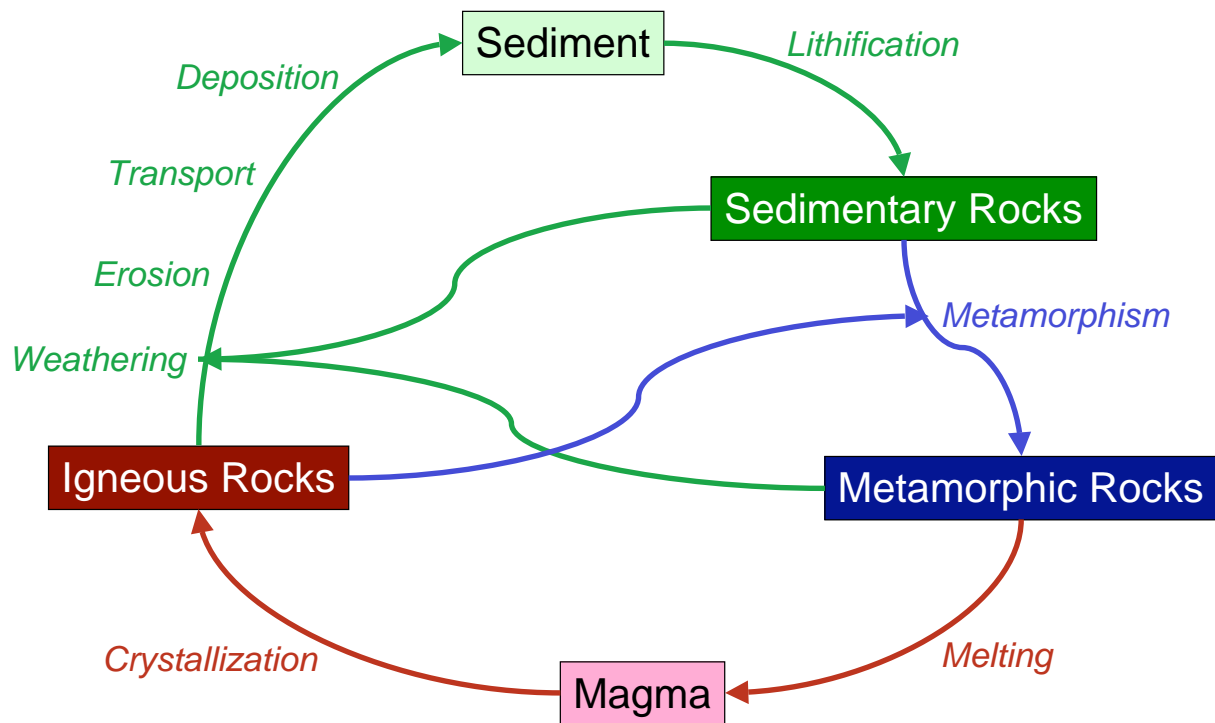 Sediment
Lithification
Deposition
Transport
Sedimentary Rocks
Erosion
Metamorphism
Weathering
Igneous Rocks
Metamorphic Rocks
Crystallization
Melting
Magma